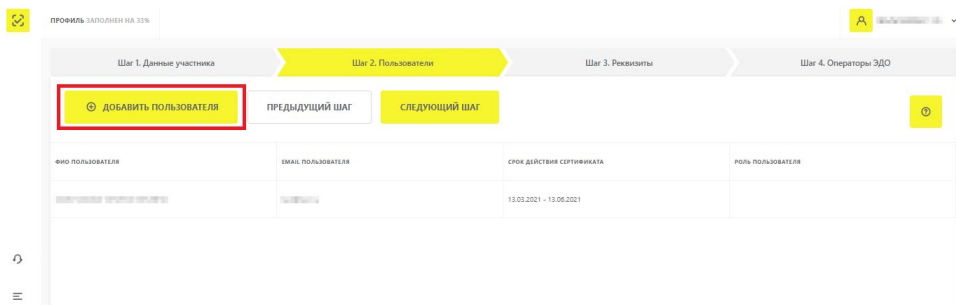 ПРОФИЛЬ ЗАПОЛНЕН НА 33%
Шаг 1. Данные участника
Шаг 2. Пользователи
Шаг 3. Реквизиты
Шаг 4. Операторы ЭДО
ДОБАВИТЬ ПОЛЬЗОВАТЕЛЯ
ПРЕДЫДУЩИЙ ШАГ
СЛЕДУЮЩИЙ ШАГ
ФИО ПОЛЬЗОВАТЕЛЯ
EMAIL ПОЛЬЗОВАТЕЛЯ
СРОК ДЕЙСТВИЯ СЕРТИФИКАТА
РОЛЬ ПОЛЬЗОВАТЕЛЯ
13.03.2021 - 13.06.2021